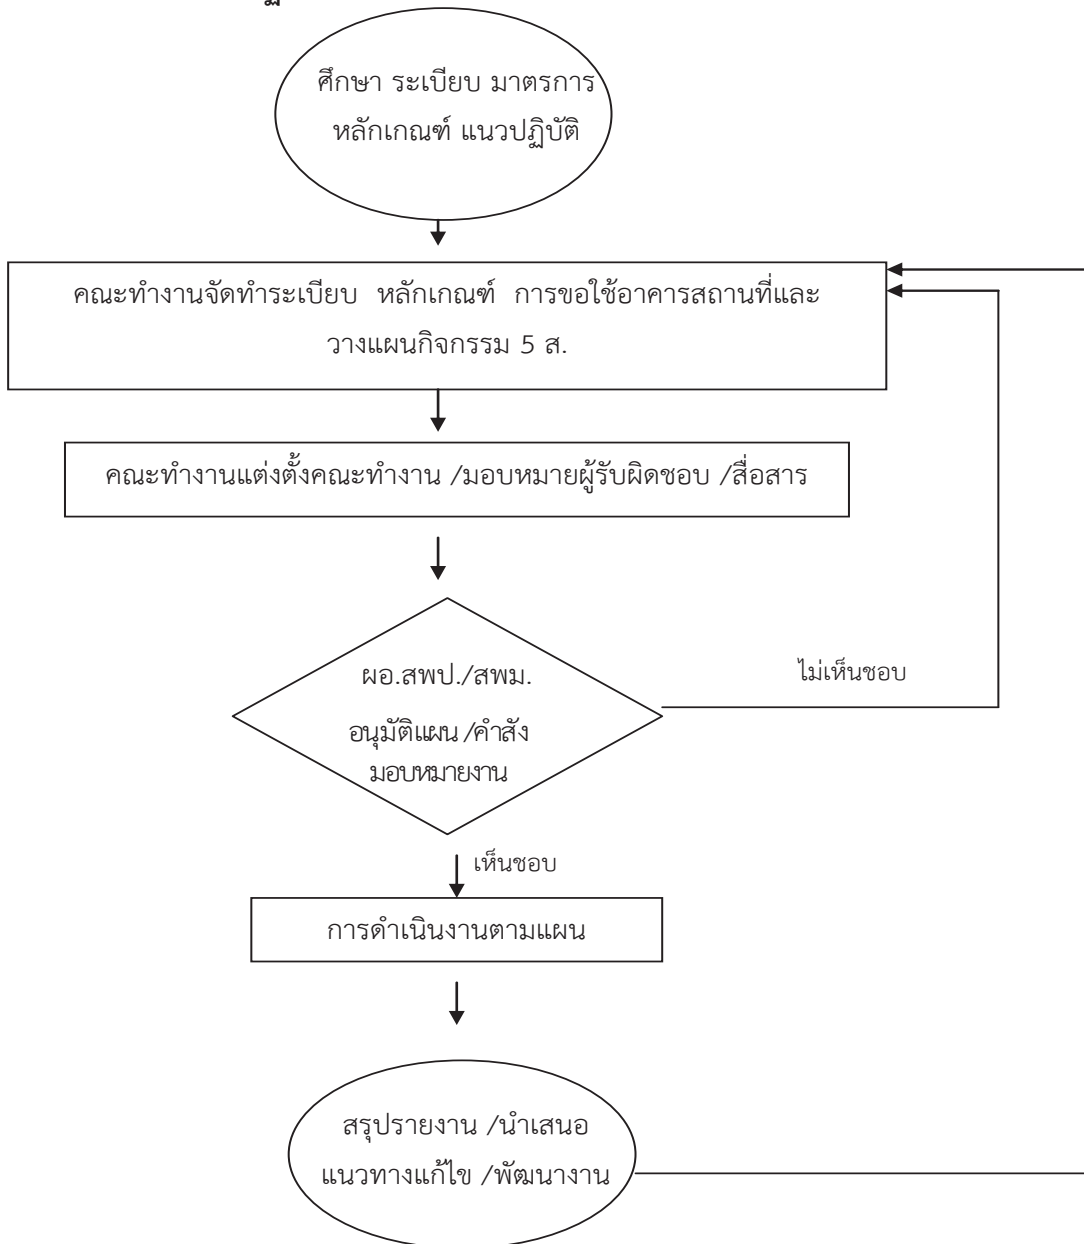 ศึกษา ระเบียบ มาตรการ
หลักเกณฑ์ แนวปฏิบัติ
คณะทำงานจัดทำระเบียบ หลักเกณฑ์ การขอใช้อาคารสถานที่และ
วางแผนกิจกรรม 5 ส.
คณะทำงานแต่งตั้งคณะทำงาน /มอบหมายผู้รับผิดชอบ /สื่อสาร
ผอ.สพป./สพม.
อนุมัติแผน /คำสัง
มอบหมายงาน
ไม่เห็นชอบ
เห็นชอบ
การดำเนินงานตามแผน
สรุปรายงาน /นำเสนอ
แนวทางแก้ไข /พัฒนางาน